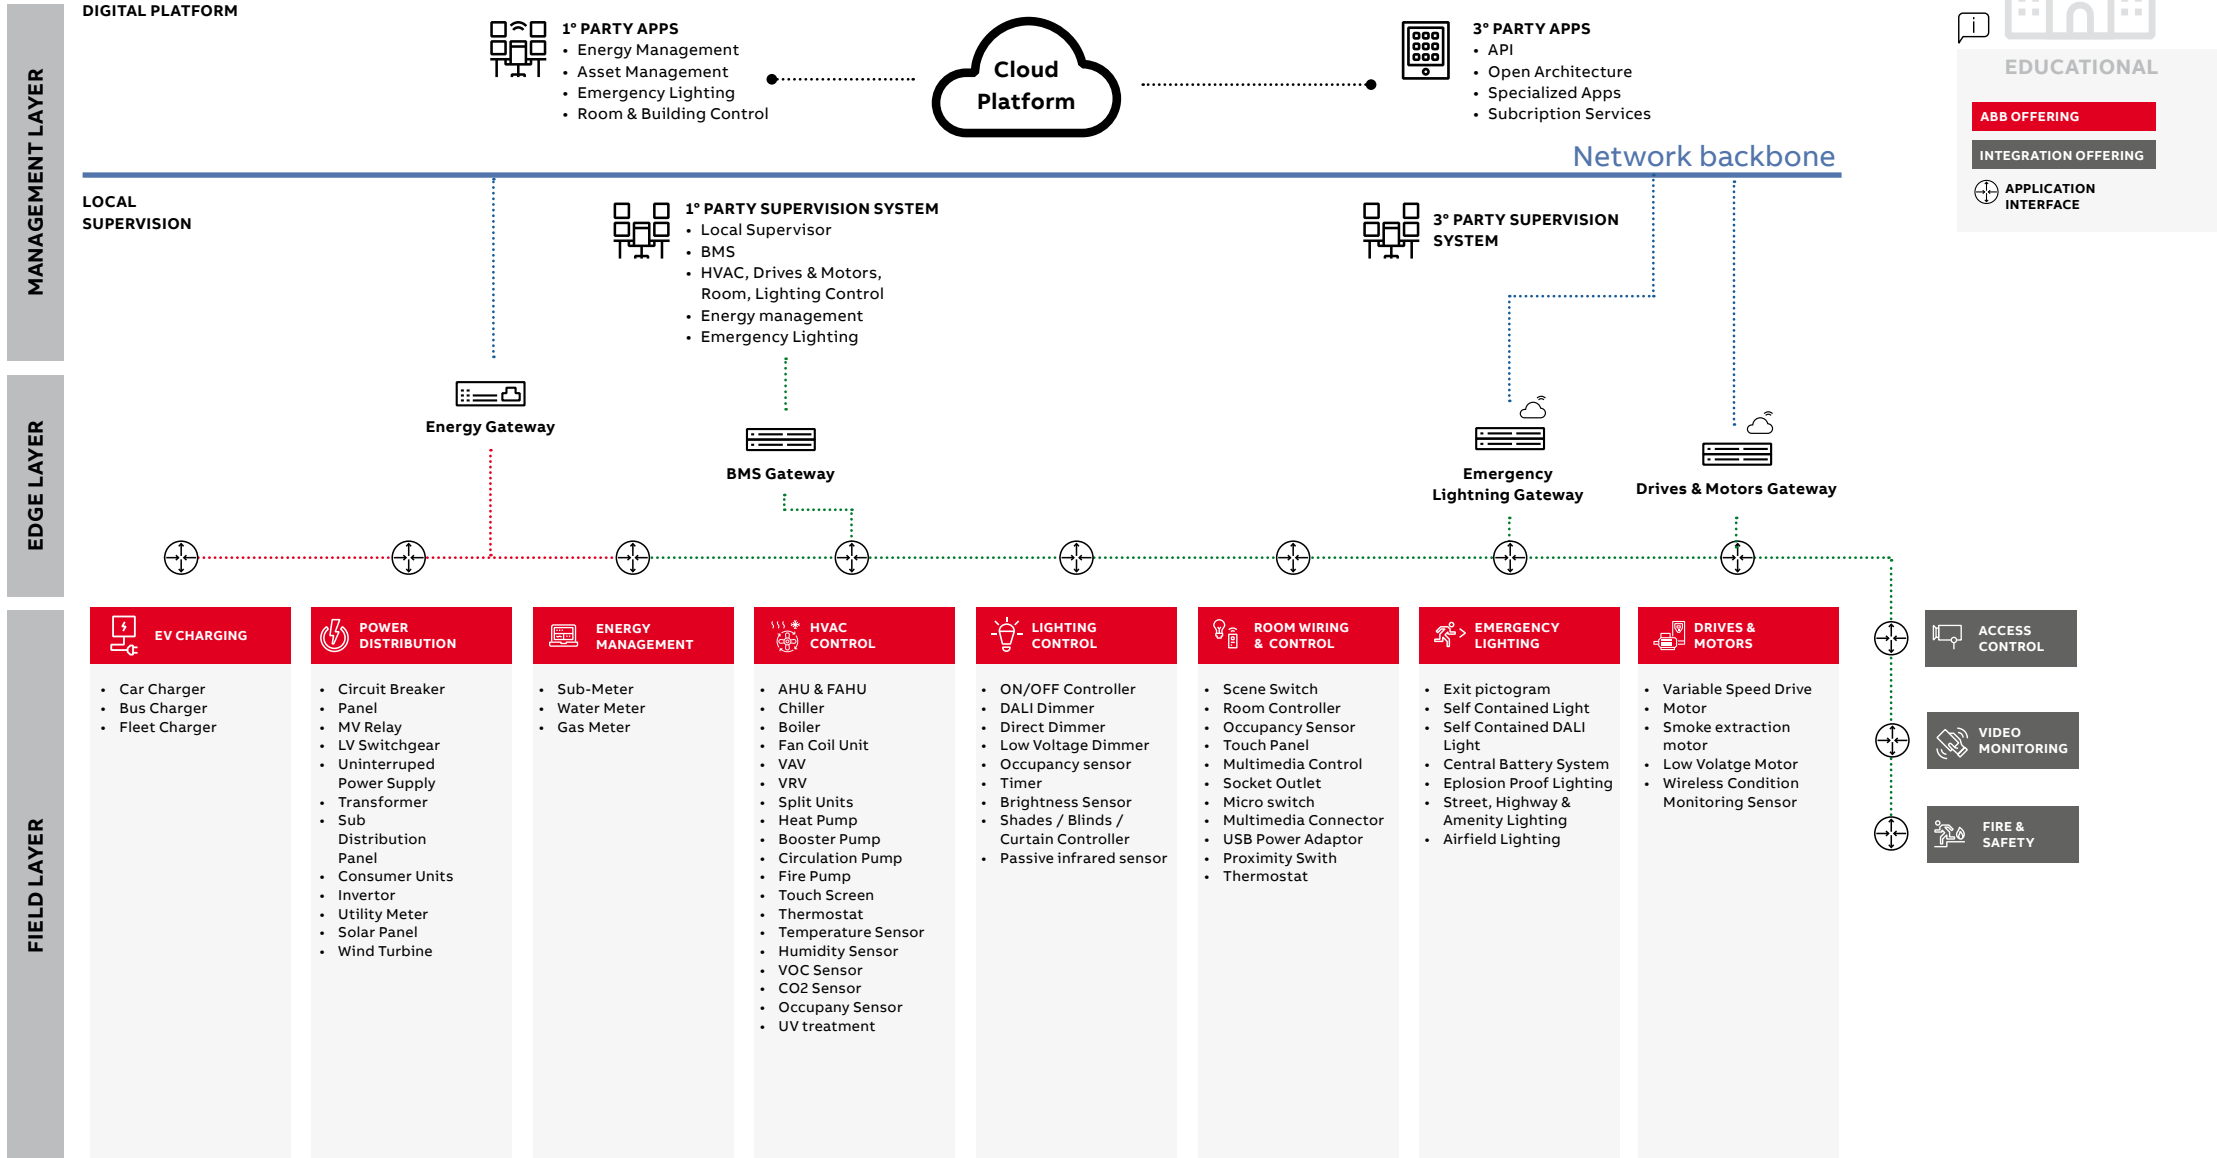 DIGITAL PLATFORM
MANAGEMENT LAYER
1° PARTY APPS
• Energy Management
• Asset Management
• Emergency Lighting
• Room & Building Control
Cloud
Platform
3° PARTY APPS
• API
• Open Architecture
• Specialized Apps
• Subcription Services
i
EDUCATIONAL
ABB OFFERING
INTEGRATION OFFERING
APPLICATION
INTERFACE
Network backbone
LOCAL
SUPERVISION
1° PARTY SUPERVISION SYSTEM
• Local Supervisor
• BMS
• HVAC, Drives & Motors,
Room, Lighting Control
• Energy management
• Emergency Lighting
3° PARTY SUPERVISION
SYSTEM
EDGE LAYER
Energy Gateway
BMS Gateway
Emergency
Lightning Gateway
Drives & Motors Gateway
FIELD LAYER
EV CHARGING
• Car Charger
• Bus Charger
• Fleet Charger
POWER
DISTRIBUTION
• Circuit Breaker
• Panel
• MV Relay
• LV Switchgear
• Uninterruped
Power Supply
• Transformer
• Sub
Distribution
Panel
• Consumer Units
• Invertor
• Utility Meter
• Solar Panel
• Wind Turbine
ENERGY
MANAGEMENT
• Sub-Meter
• Water Meter
• Gas Meter
HVAC
CONTROL
• AHU & FAHU
• Chiller
• Boiler
• Fan Coil Unit
• VAV
• VRV
• Split Units
• Heat Pump
• Booster Pump
• Circulation Pump
• Fire Pump
• Touch Screen
• Thermostat
• Temperature Sensor
• Humidity Sensor
• VOC Sensor
• CO2 Sensor
• Occupany Sensor
• UV treatment
LIGHTING
CONTROL
• ON/OFF Controller
• DALI Dimmer
• Direct Dimmer
• Low Voltage Dimmer
• Occupancy sensor
• Timer
• Brightness Sensor
• Shades / Blinds /
Curtain Controller
• Passive infrared sensor
ROOM WIRING
& CONTROL
• Scene Switch
• Room Controller
• Occupancy Sensor
• Touch Panel
• Multimedia Control
• Socket Outlet
• Micro switch
• Multimedia Connector
• USB Power Adaptor
• Proximity Swith
• Thermostat
EMERGENCY
LIGHTING
• Exit pictogram
• Self Contained Light
• Self Contained DALI
Light
• Central Battery System
• Eplosion Proof Lighting
• Street, Highway &
Amenity Lighting
• Airfield Lighting
DRIVES &
MOTORS
• Variable Speed Drive
• Motor
• Smoke extraction
motor
• Low Volatge Motor
• Wireless Condition
Monitoring Sensor
ACCESS
CONTROL
VIDEO
MONITORING
FIRE &
SAFETY